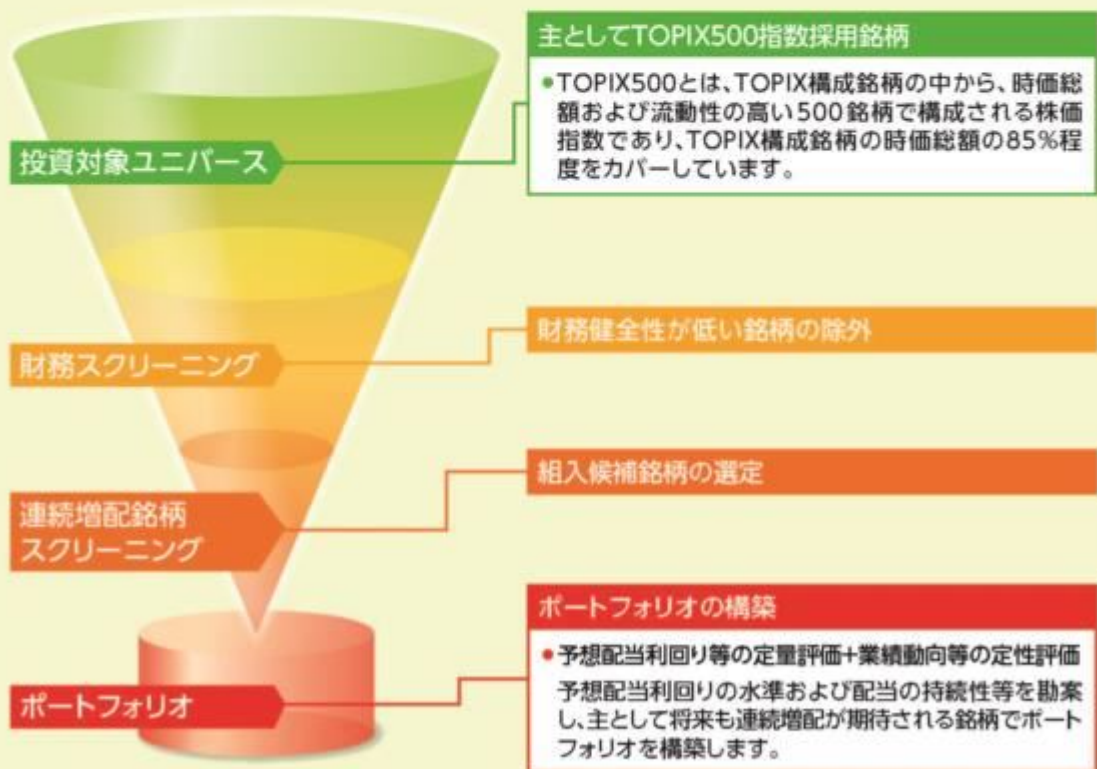 主としてTOPIX500指数採用銘柄
•TOPIX500とは、TOPIX構成銘柄の中から、時価総
額および流動性の高い500銘柄で構成される株価
指数であり、TOPIX構成銘柄の時価総額の85%程
度をカバーしています。
投資対象ユニバース
財務健全性が低い銘柄の除外
財務スクリーニング
組入候補銘柄の選定
連続増配銘柄
スクリーニング
ポートフォリオの構築
•予想配当利回り等の定量評価+業績動向等の定性評価
予想配当利回りの水準および配当の持続性等を勘案
し、主として将来も連続増配が期待される銘柄でポート
フォリオを構築します。
ポートフォリオ